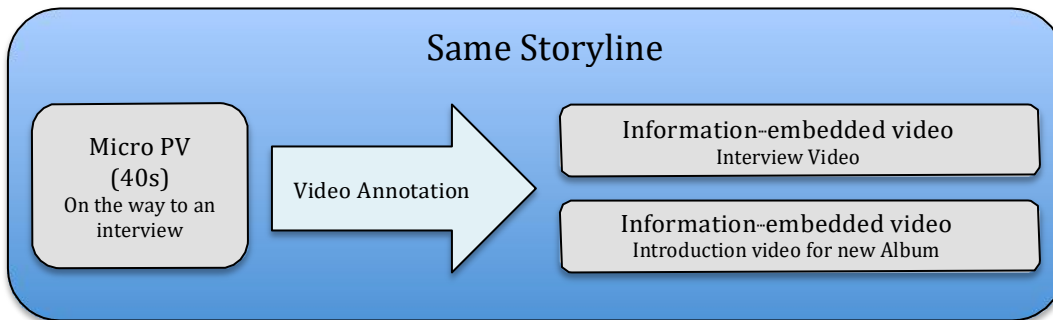 Same Storyline
Micro PV
(40s)
On the way to an
interview
Video Annotation
Information-embedded video
Interview Video
Information-embedded video
Introduction video for new Album